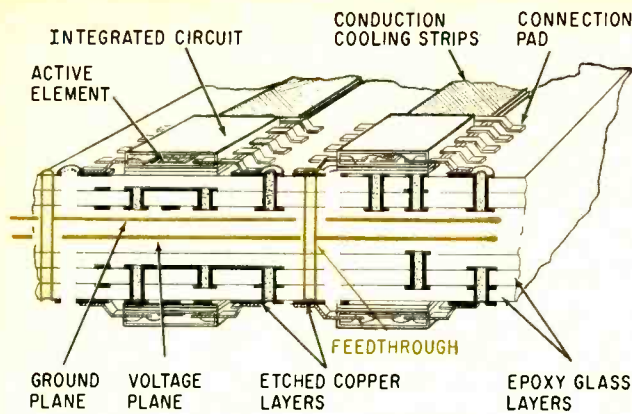 INTEGRATED CIRCUIT
CONDUCTION
COOLING STRIPS
CONNECTION
PAD
ACTIVE
ELEMENT
FEEDTHROUGH
GROUND
PLANE
VOLTAGE
PLANE
ETCHED COPPER
LAYERS
EPOXY GLASS
LAYERS